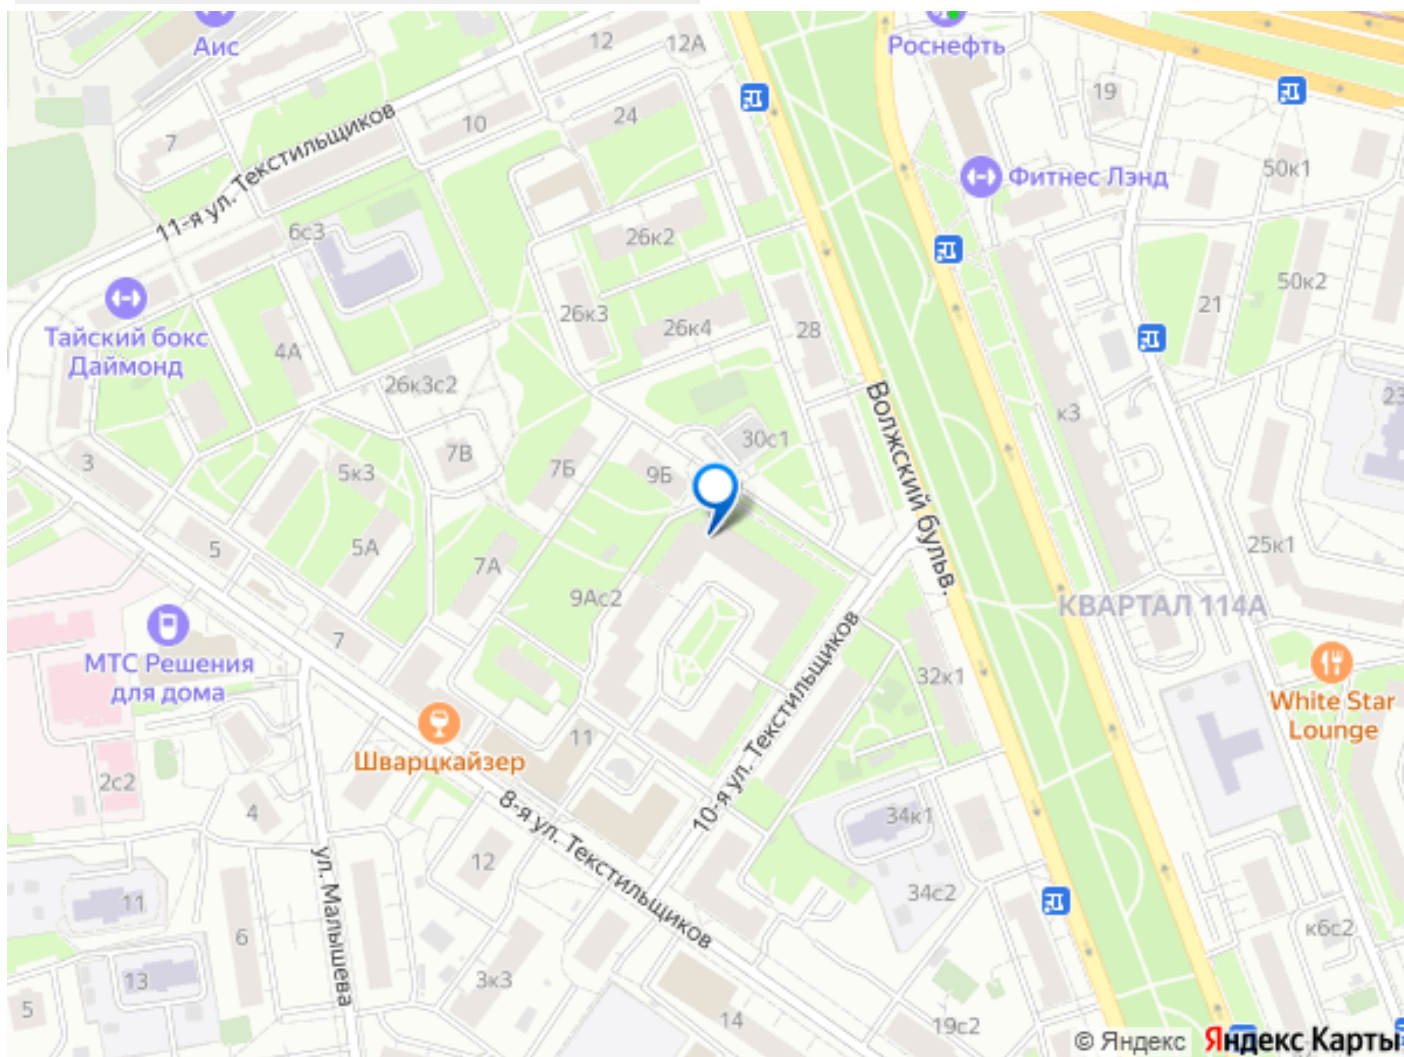 Аис
12
12А
Роснефть
19
24
10
7
11-я ул. Текстильщиков
Фитнес Лэнд
50к1
6с3
26к2
50к2
26к3
26к4
28
21
Тайский бокс
Даймонд
4А
26к3с2
Волжский бульв.
к3
23
30с1
7В
7Б
9Б
3
5к3
5
5А
7А
9Ас2
25к1
КВАРТАЛ 114А
МТС Решения
для дома
7
32к1
White Star
Lounge
Шварцкайзер
11
10-я ул. Текстильщиков
2с2
4
8-я ул. Текстильщиков
34к1
12
ул. Малышева
34с2
11
6
к6с2
13
3к3
5
14
19с2
© Яндекс
Яндекс Карты